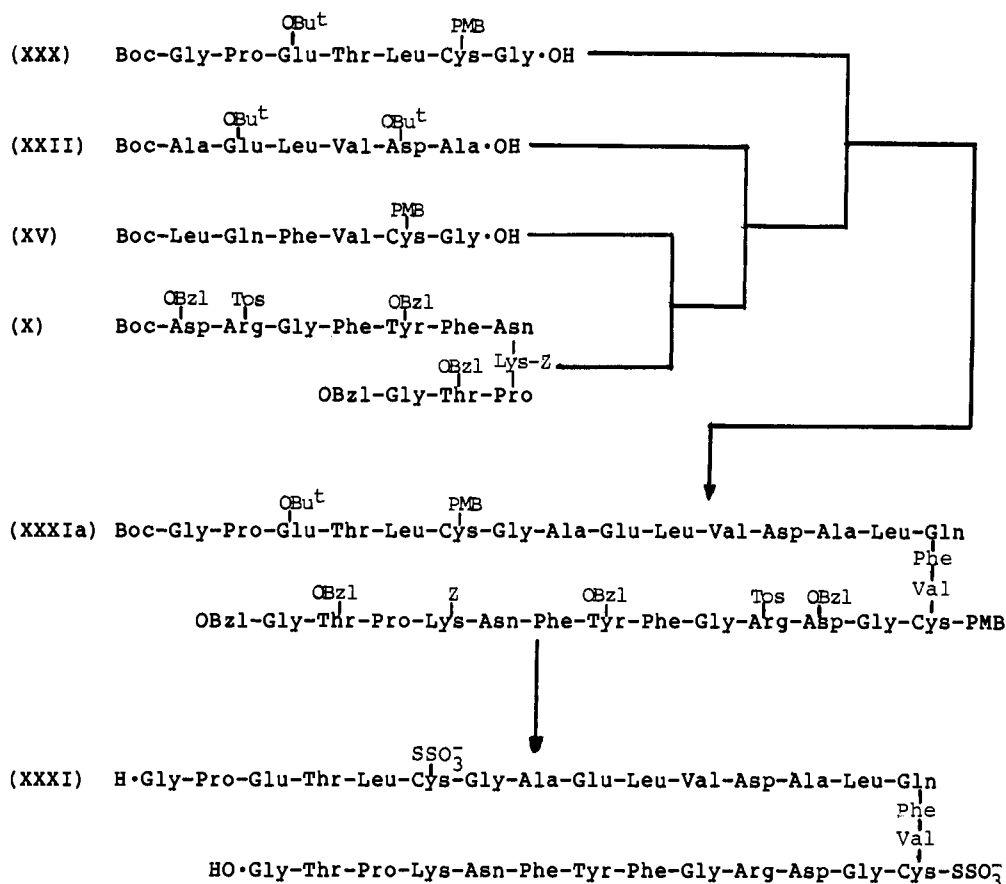 OBuᵗ PMB
(XXX) Boc-Gly-Pro-Glu-Thr-Leu-Cys-Gly·OH
OBuᵗ OBuᵗ
(XXII) Boc-Ala-Glu-Leu-Val-Asp-Ala·OH
PMB
(XV) Boc-Leu-Gln-Phe-Val-Cys-Gly·OH
OBzl Tos OBzl
(X) Boc-Asp-Arg-Gly-Phe-Tyr-Phe-Asn
OBzl Lys-Z
OBzl-Gly-Thr-Pro
OBuᵗ PMB
(XXXIa) Boc-Gly-Pro-Glu-Thr-Leu-Cys-Gly-Ala-Glu-Leu-Val-Asp-Ala-Leu-Gln
Phe
OBzl Z OBzl Tos OBzl Val
OBzl-Gly-Thr-Pro-Lys-Asn-Phe-Tyr-Phe-Gly-Arg-Asp-Gly-Cys-PMB
SSO₃⁻
(XXXI) H·Gly-Pro-Glu-Thr-Leu-Cys-Gly-Ala-Glu-Leu-Val-Asp-Ala-Leu-Gln
Phe
Val
HO·Gly-Thr-Pro-Lys-Asn-Phe-Tyr-Phe-Gly-Arg-Asp-Gly-Cys-SSO₃⁻